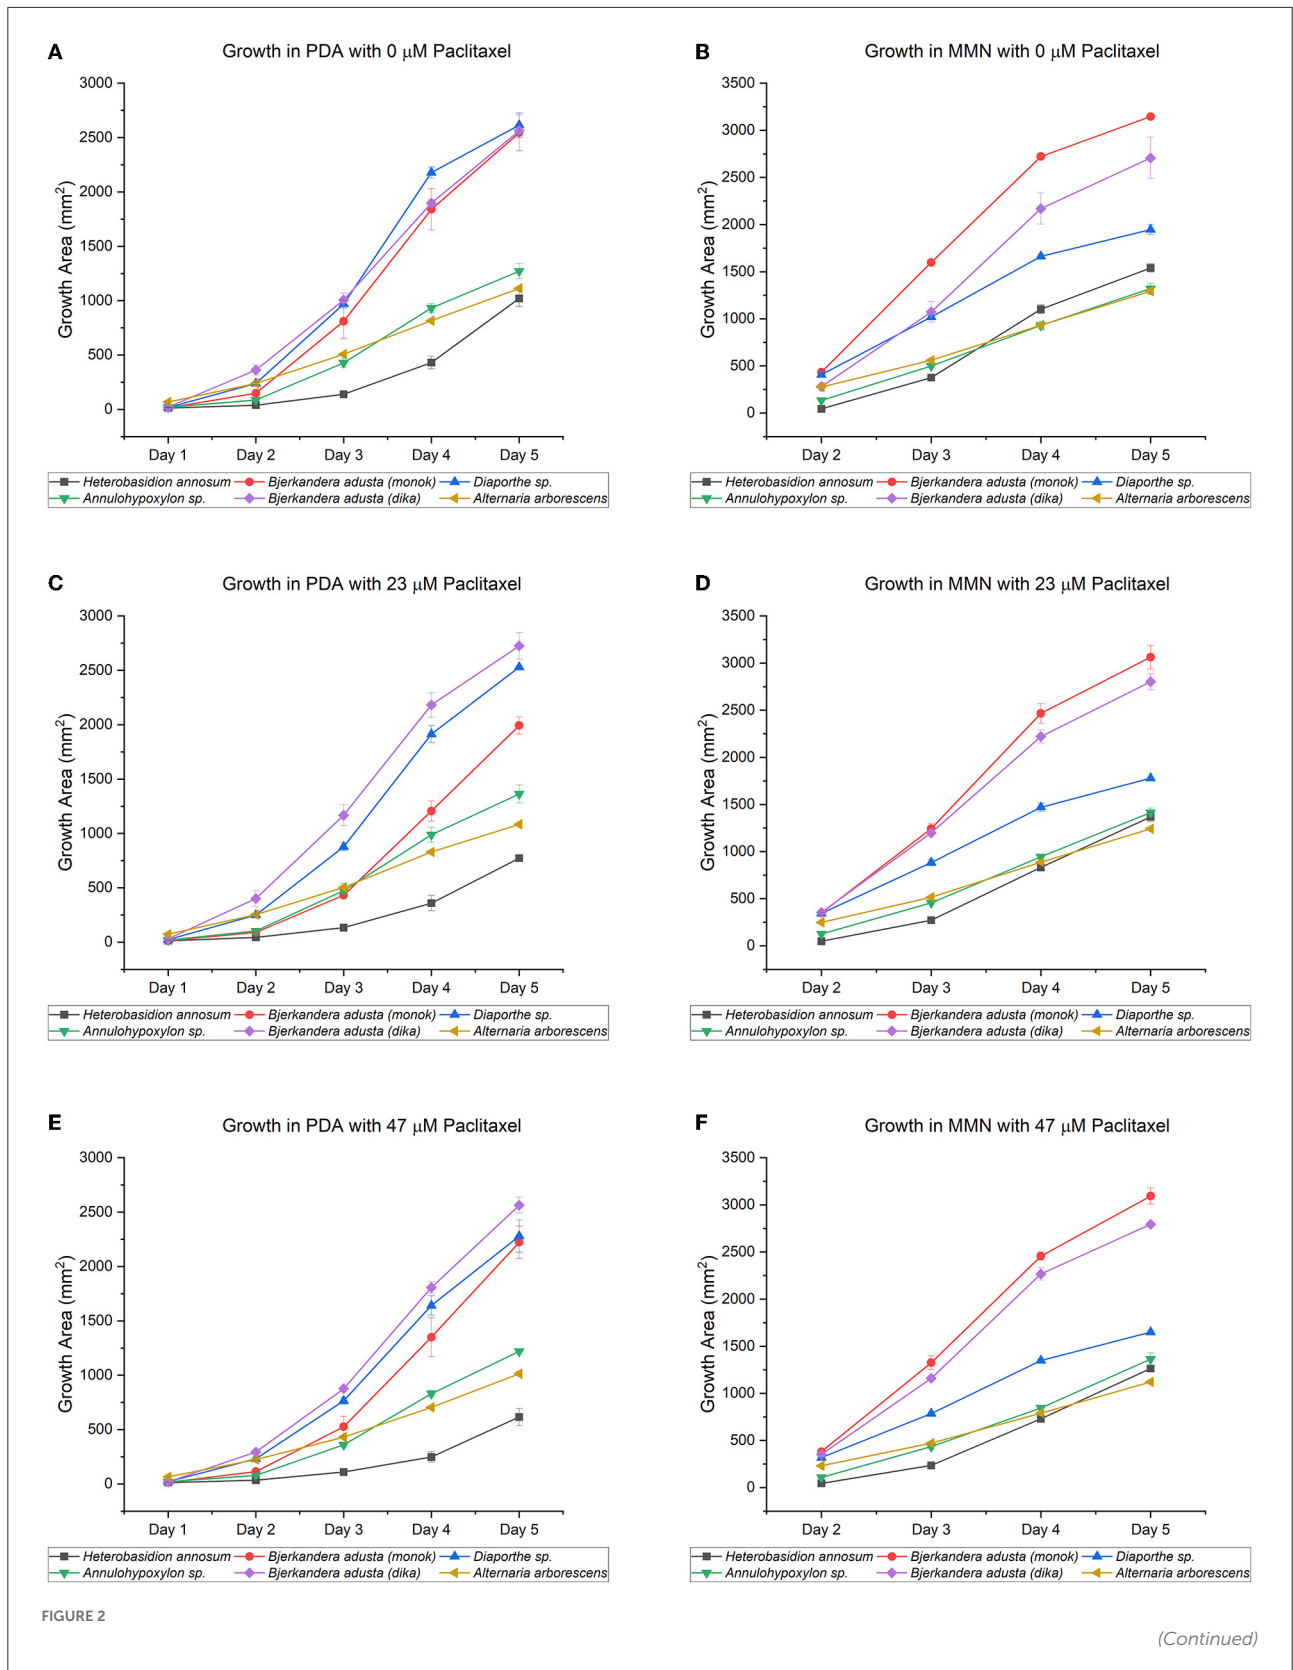 A
Growth in PDA with 0 μM Paclitaxel
3000
2500
2000
1500
1000
500
0
Growth Area (mm²)
Day 1 Day 2 Day 3 Day 4 Day 5
Heterobasidion annosum Bjerkandera adusta (monok) Diaporthe sp.
Annulohypoxylon sp. Bjerkandera adusta (dika) Alternaria arborescens
B
Growth in MMN with 0 μM Paclitaxel
3500
3000
2500
2000
1500
1000
500
0
Growth Area (mm²)
Day 2 Day 3 Day 4 Day 5
Heterobasidion annosum Bjerkandera adusta (monok) Diaporthe sp.
Annulohypoxylon sp. Bjerkandera adusta (dika) Alternaria arborescens
C
Growth in PDA with 23 μM Paclitaxel
3000
2500
2000
1500
1000
500
0
Growth Area (mm²)
Day 1 Day 2 Day 3 Day 4 Day 5
Heterobasidion annosum Bjerkandera adusta (monok) Diaporthe sp.
Annulohypoxylon sp. Bjerkandera adusta (dika) Alternaria arborescens
D
Growth in MMN with 23 μM Paclitaxel
3500
3000
2500
2000
1500
1000
500
0
Growth Area (mm²)
Day 2 Day 3 Day 4 Day 5
Heterobasidion annosum Bjerkandera adusta (monok) Diaporthe sp.
Annulohypoxylon sp. Bjerkandera adusta (dika) Alternaria arborescens
E
Growth in PDA with 47 μM Paclitaxel
3000
2500
2000
1500
1000
500
0
Growth Area (mm²)
Day 1 Day 2 Day 3 Day 4 Day 5
Heterobasidion annosum Bjerkandera adusta (monok) Diaporthe sp.
Annulohypoxylon sp. Bjerkandera adusta (dika) Alternaria arborescens
F
Growth in MMN with 47 μM Paclitaxel
3500
3000
2500
2000
1500
1000
500
0
Growth Area (mm²)
Day 2 Day 3 Day 4 Day 5
Heterobasidion annosum Bjerkandera adusta (monok) Diaporthe sp.
Annulohypoxylon sp. Bjerkandera adusta (dika) Alternaria arborescens
FIGURE 2
(Continued)